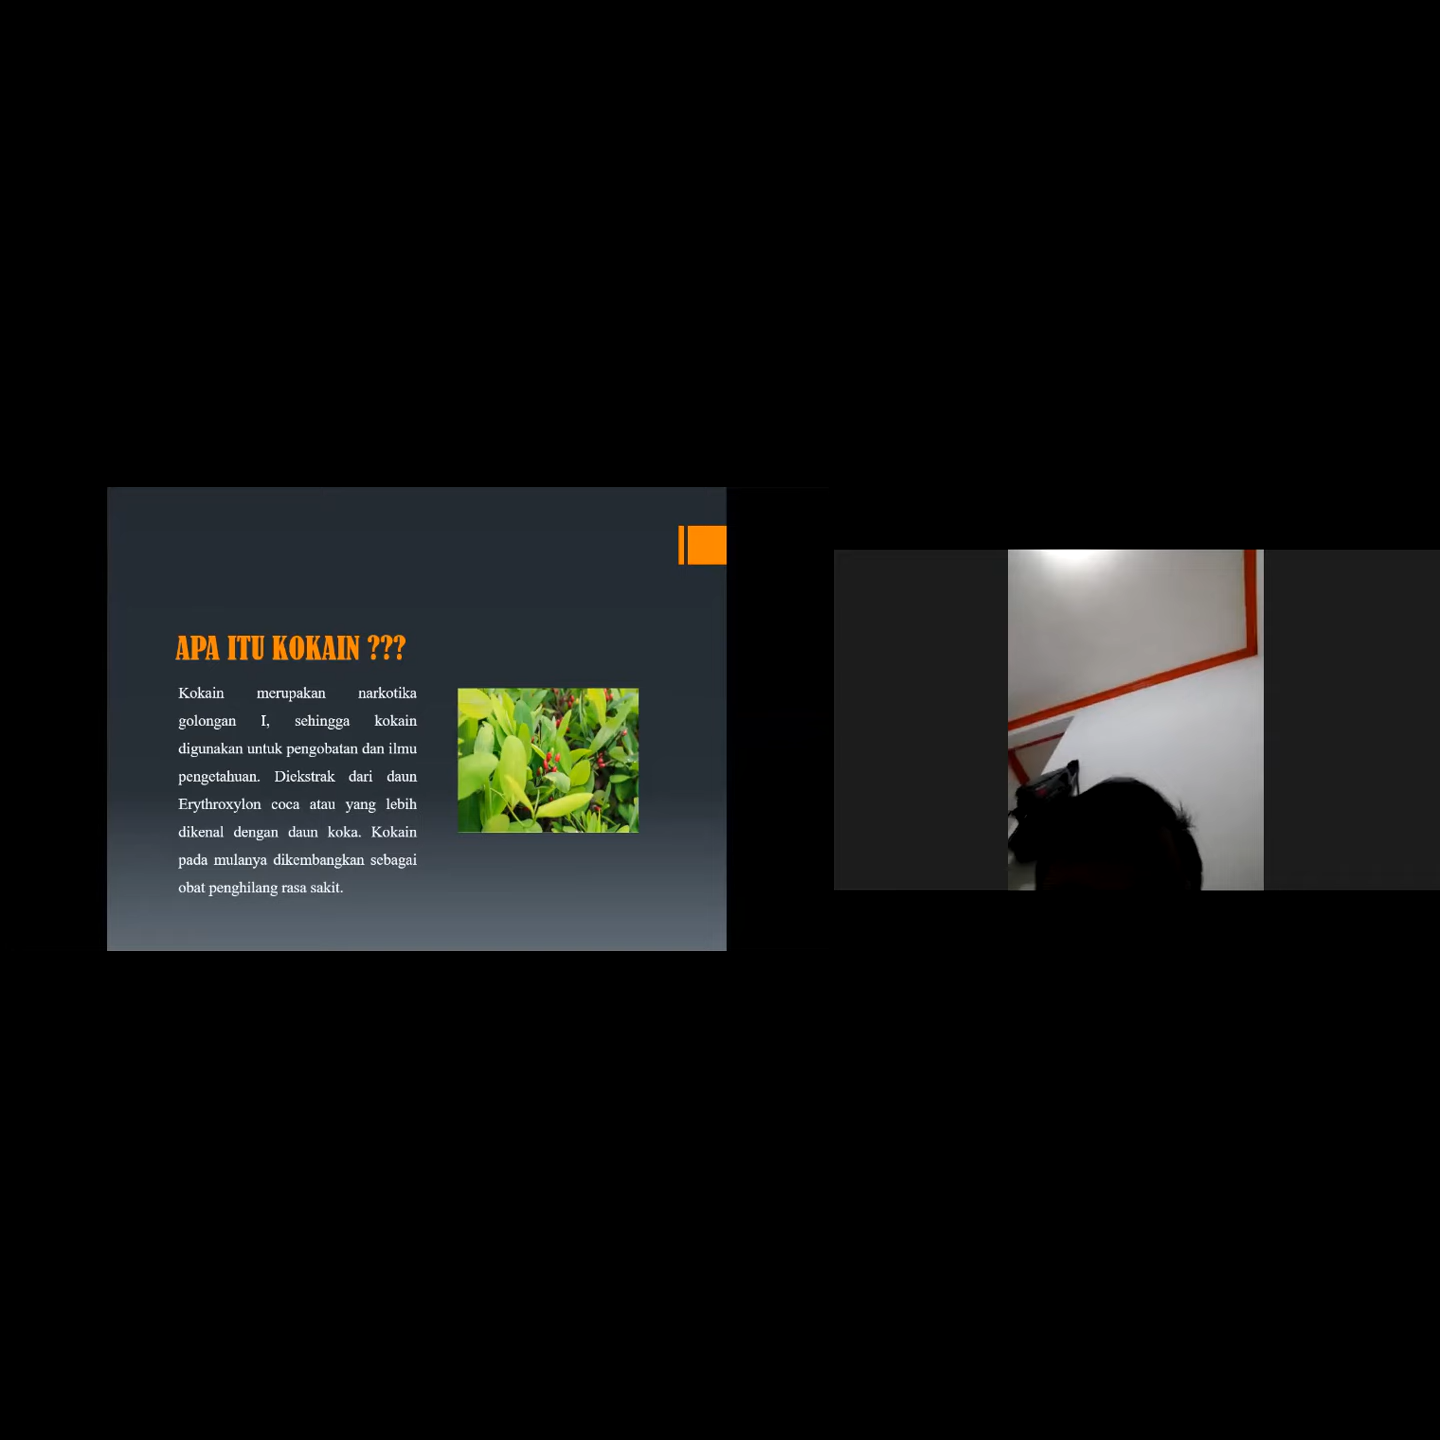 APA ITU KOKAIN ???
Kokain merupakan narkotika
golongan I, sehingga kokain
digunakan untuk pengobatan dan ilmu
pengetahuan. Diekstrak dari daun
Erythroxylon coca atau yang lebih
dikenal dengan daun koka. Kokain
pada mulanya dikembangkan sebagai
obat penghilang rasa sakit.